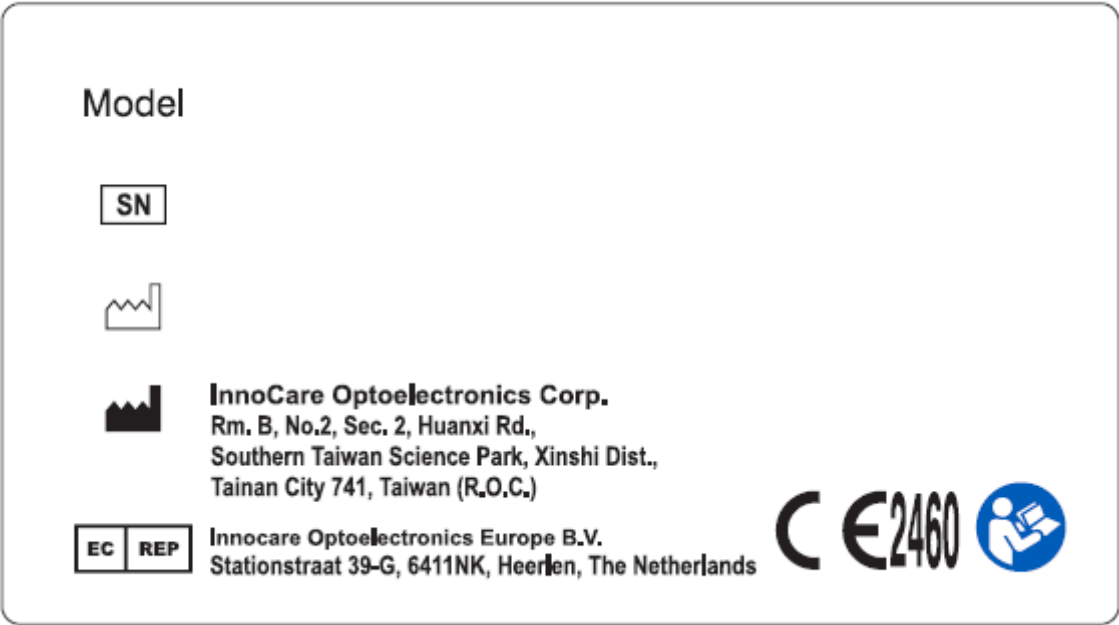 Model
SN
InnoCare Optoelectronics Corp.
Rm. B, No.2, Sec. 2, Huanxi Rd.,
Southern Taiwan Science Park, Xinshi Dist.,
Tainan City 741, Taiwan (R.O.C.)
EC REP
Innocare Optoelectronics Europe B.V.
Stationstraat 39-G, 6411NK, Heerlen, The Netherlands
CE2460